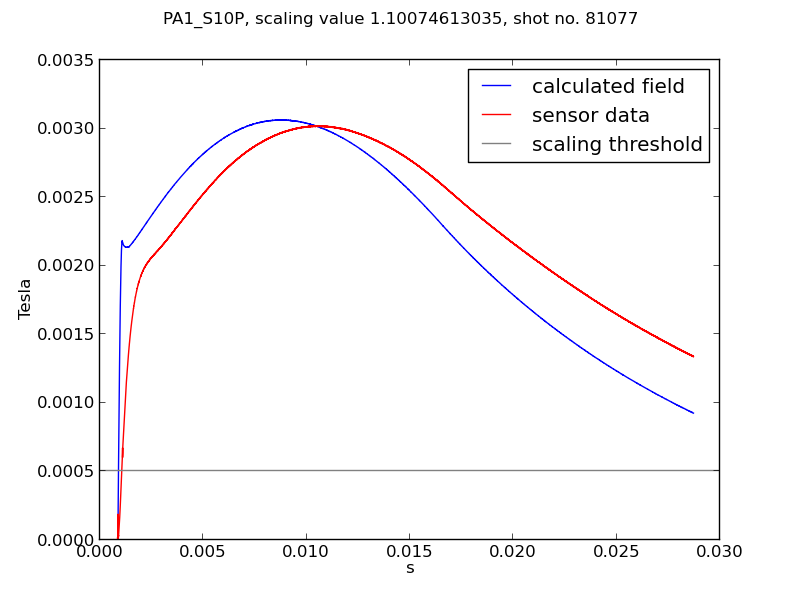 PA1_S10P, scaling value 1.10074613035, shot no. 81077
calculated field
sensor data
scaling threshold
Tesla
0.0035
0.0030
0.0025
0.0020
0.0015
0.0010
0.0005
0.0000
0.000
0.005
0.010
0.015
0.020
0.025
0.030
s